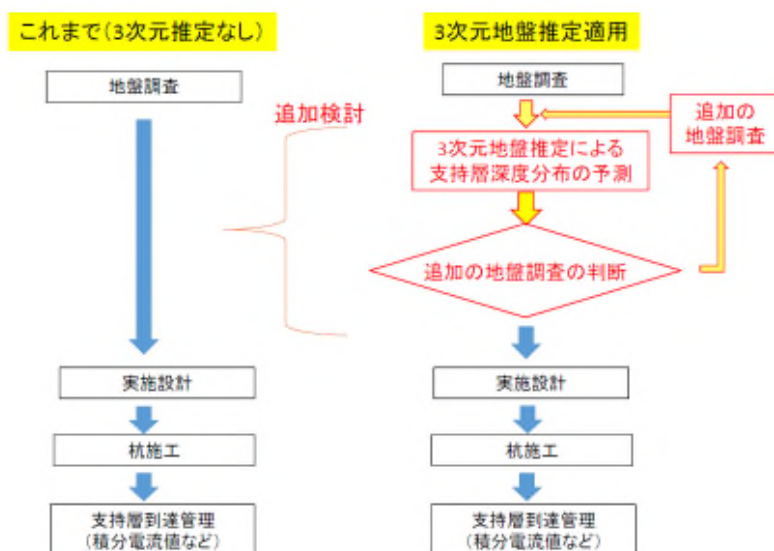 これまで(3次元推定なし)
地盤調査
追加検討
実施設計
杭施工
支持層到達管理
(積分電流値など)
3次元地盤推定適用
地盤調査
追加の
地盤調査
3次元地盤推定による
支持層深度分布の予測
追加の地盤調査の判断
実施設計
杭施工
支持層到達管理
(積分電流値など)